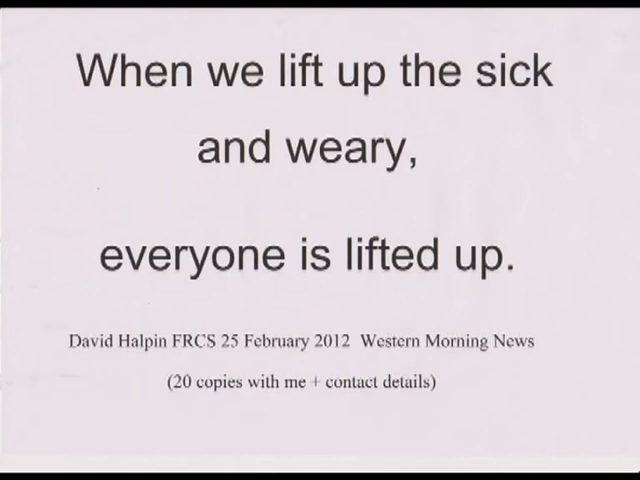 When we lift up the sick
and weary,
everyone is lifted up.
David Halpin FRCS 25 February 2012 Western Morning News
(20 copies with me + contact details)